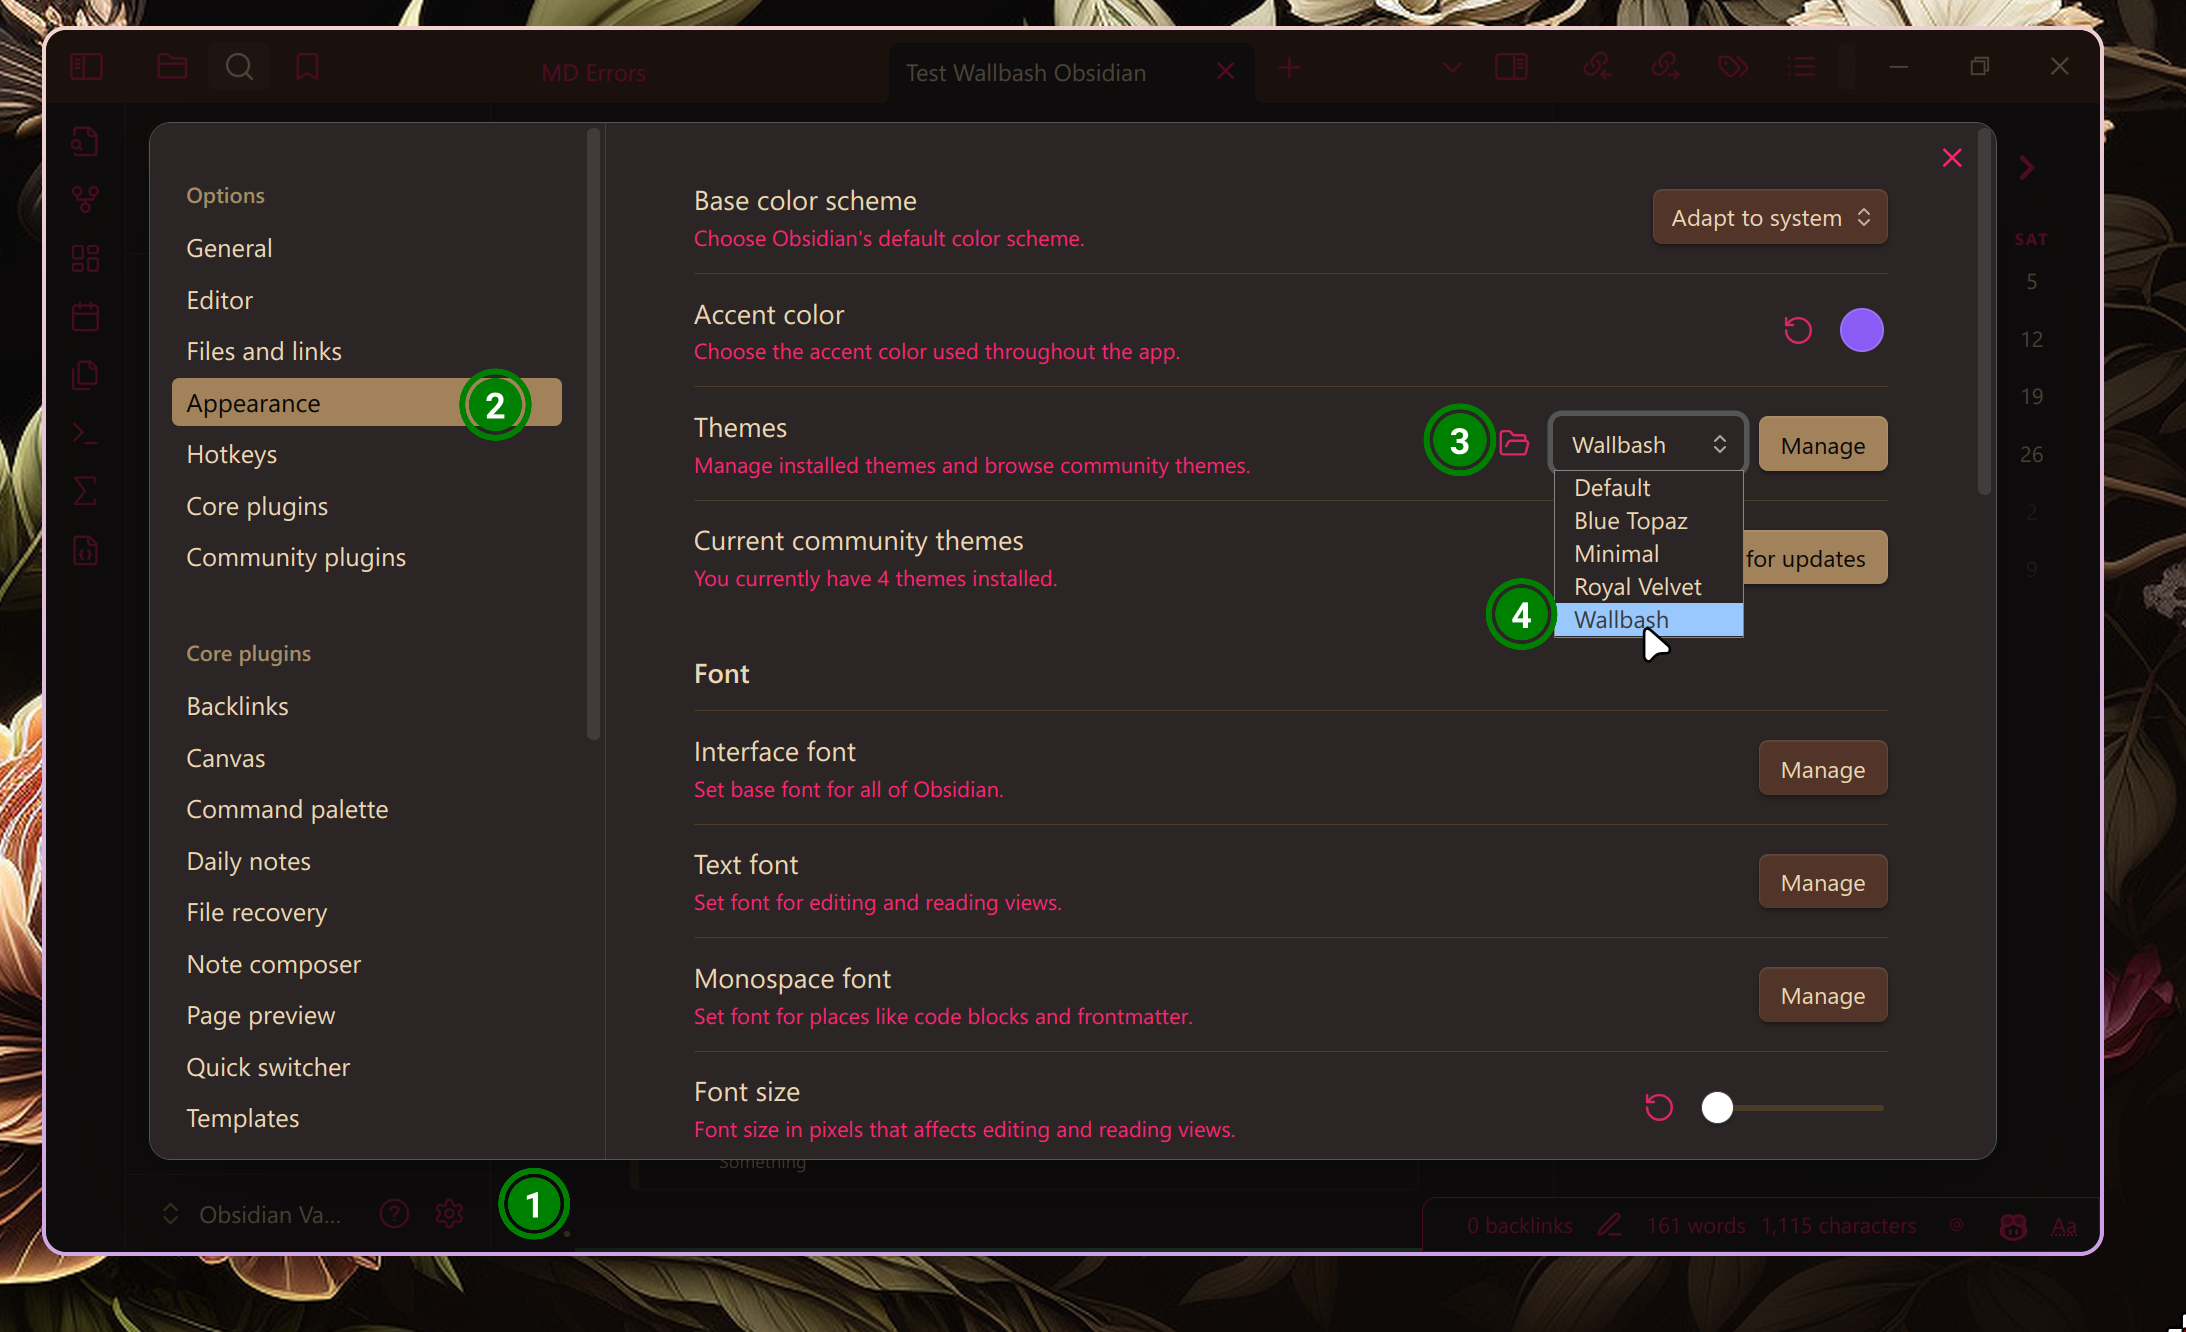 MD Errors
Test Wallbash Obsidian
Options
General
Editor
Files and links
Appearance
2
Hotkeys
Core plugins
Community plugins
Core plugins
Backlinks
Canvas
Command palette
Daily notes
File recovery
Note composer
Page preview
Quick switcher
Templates
Base color scheme
Choose Obsidian's default color scheme.
Adapt to system
Accent color
Choose the accent color used throughout the app.
Themes
Manage installed themes and browse community themes.
3
Wallbash
Manage
Default
Blue Topaz
Minimal
Royal Velvet
4
Wallbash
Current community themes
You currently have 4 themes installed.
for updates
Font
Interface font
Set base font for all of Obsidian.
Manage
Text font
Set font for editing and reading views.
Manage
Monospace font
Set font for places like code blocks and frontmatter.
Manage
Font size
Font size in pixels that affects editing and reading views.
SAT
5
12
19
26
2
9
Something
Obsidian Va...
1
0 backlinks
161 words
1,115 characters
Aa